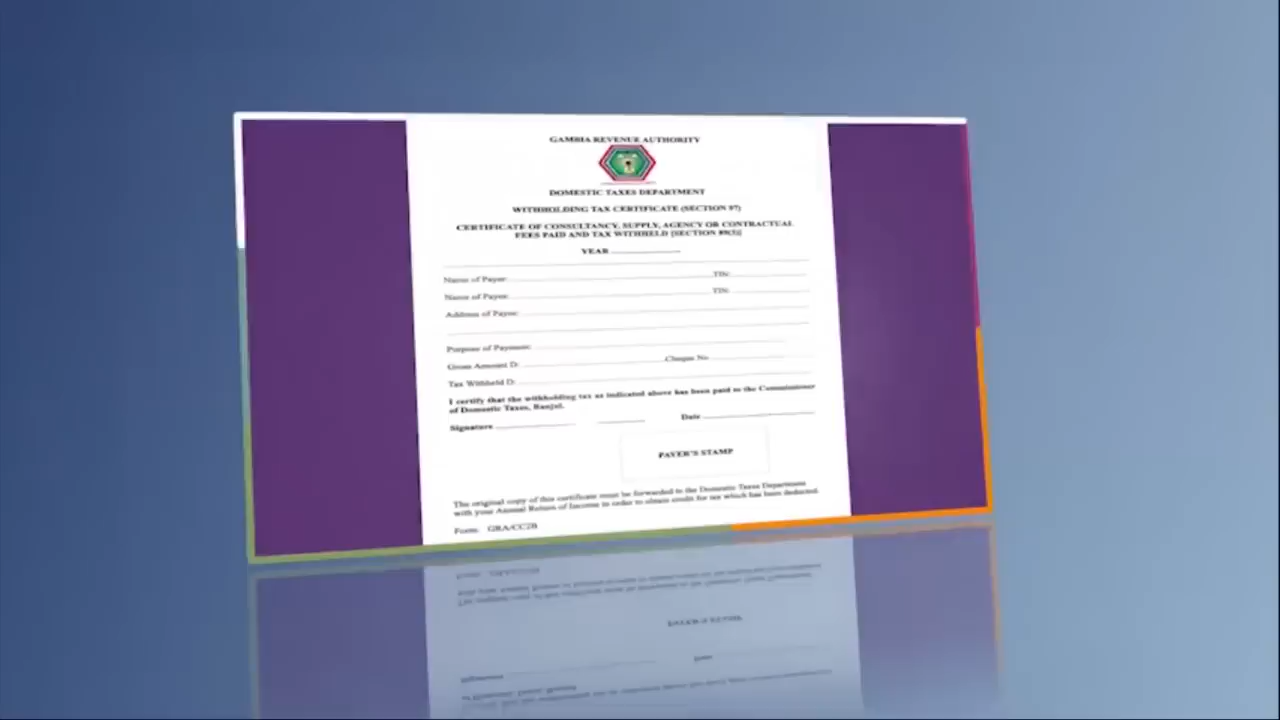 GAMBIA REVENUE AUTHORITY
DOMESTIC TAXES DEPARTMENT
WITHHOLDING TAX CERTIFICATE (SECTION 97)
CERTIFICATE OF CONSULTANCY, SUPPLY, AGENCY OR CONTRACTUAL
FEES PAID AND TAX WITHHELD [SECTION 89(3)]
YEAR
Name of Payer: TIN:
Name of Payee: TIN:
Address of Payee:
Purpose of Payment:
Gross Amount D: Cheque No
Tax Withheld D:
I certify that the withholding tax as indicated above has been paid to the Commissioner
of Domestic Taxes, Banjul.
Signature Date
PAYER'S STAMP
The original copy of this certificate must be forwarded to the Domestic Taxes Department
with your Annual Return of Income in order to obtain credit for tax which has been deducted.
Form: GRA/CC2B